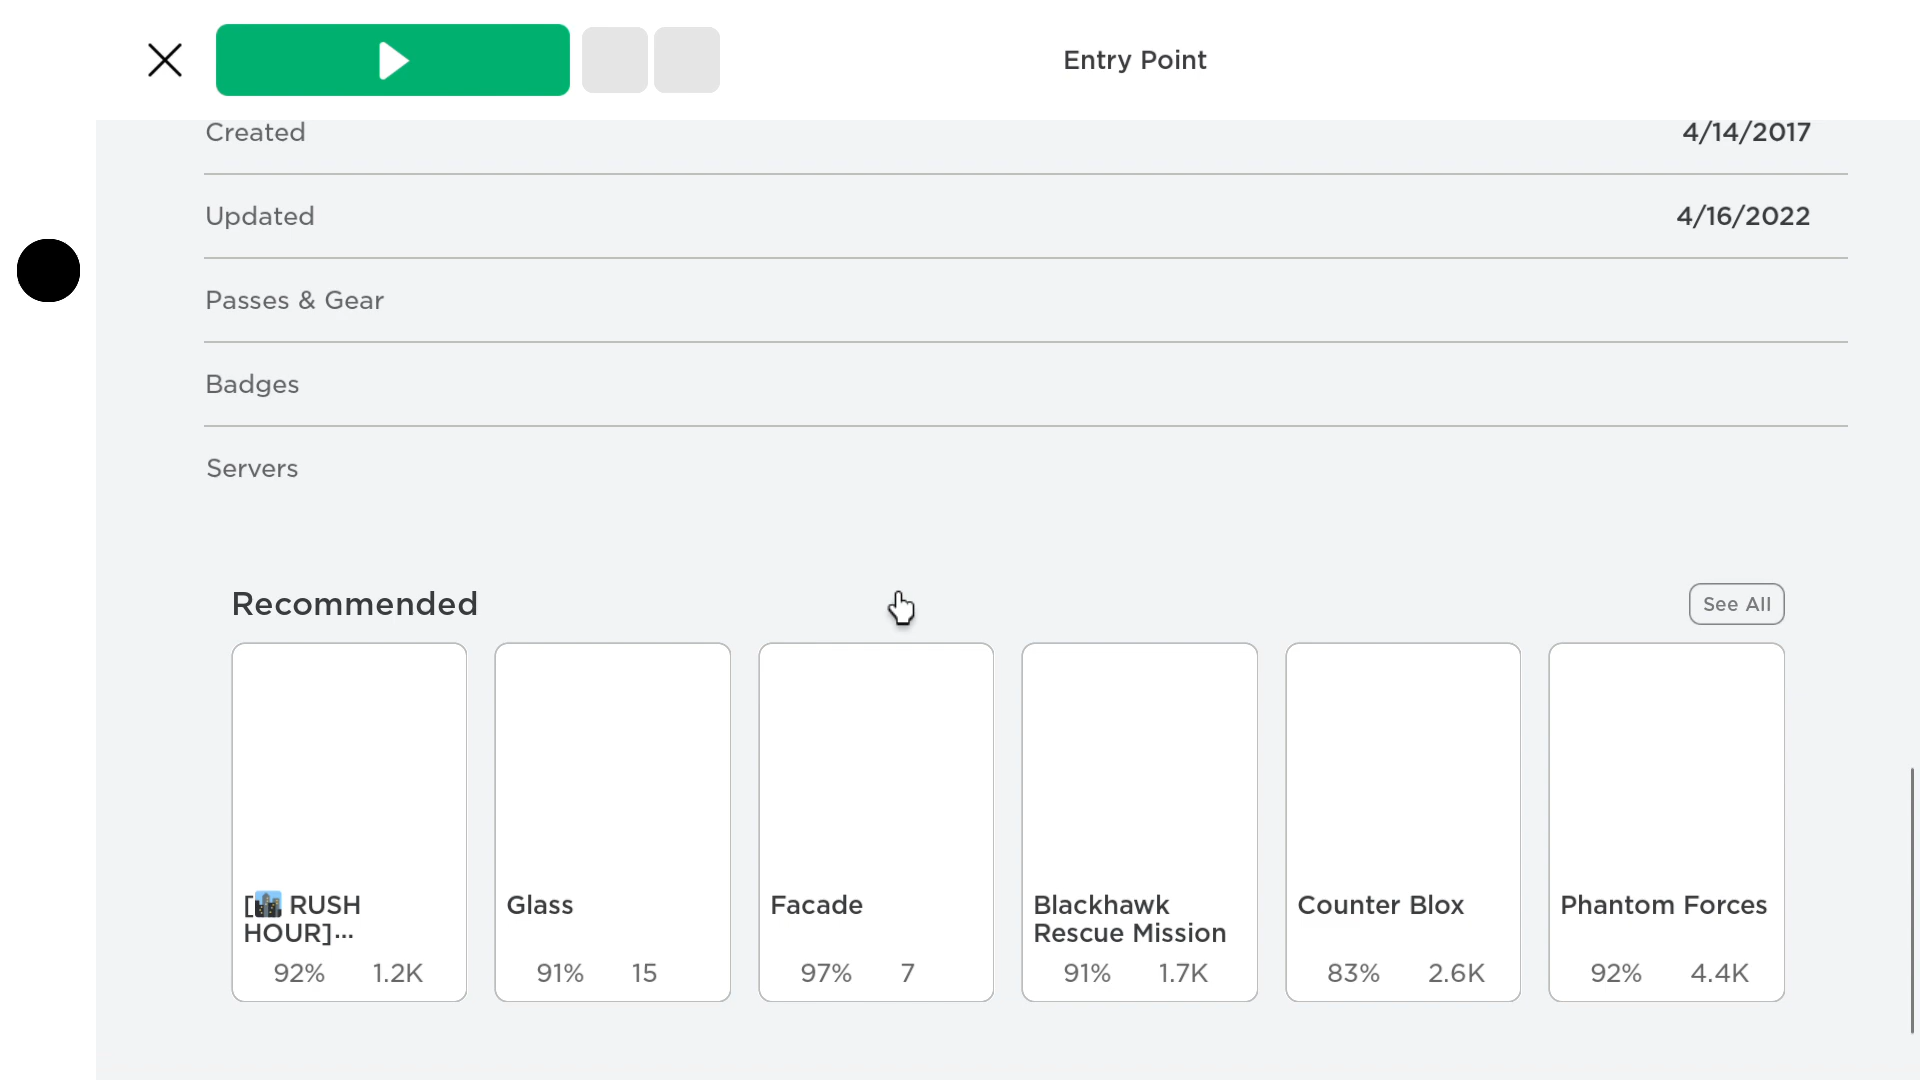 Entry Point
Created 4/14/2017
Updated 4/16/2022
Passes & Gear
Badges
Servers
Recommended
See All
[🏙️ RUSH
HOUR]...
92% 1.2K
Glass
91% 15
Facade
97% 7
Blackhawk
Rescue Mission
91% 1.7K
Counter Blox
83% 2.6K
Phantom Forces
92% 4.4K